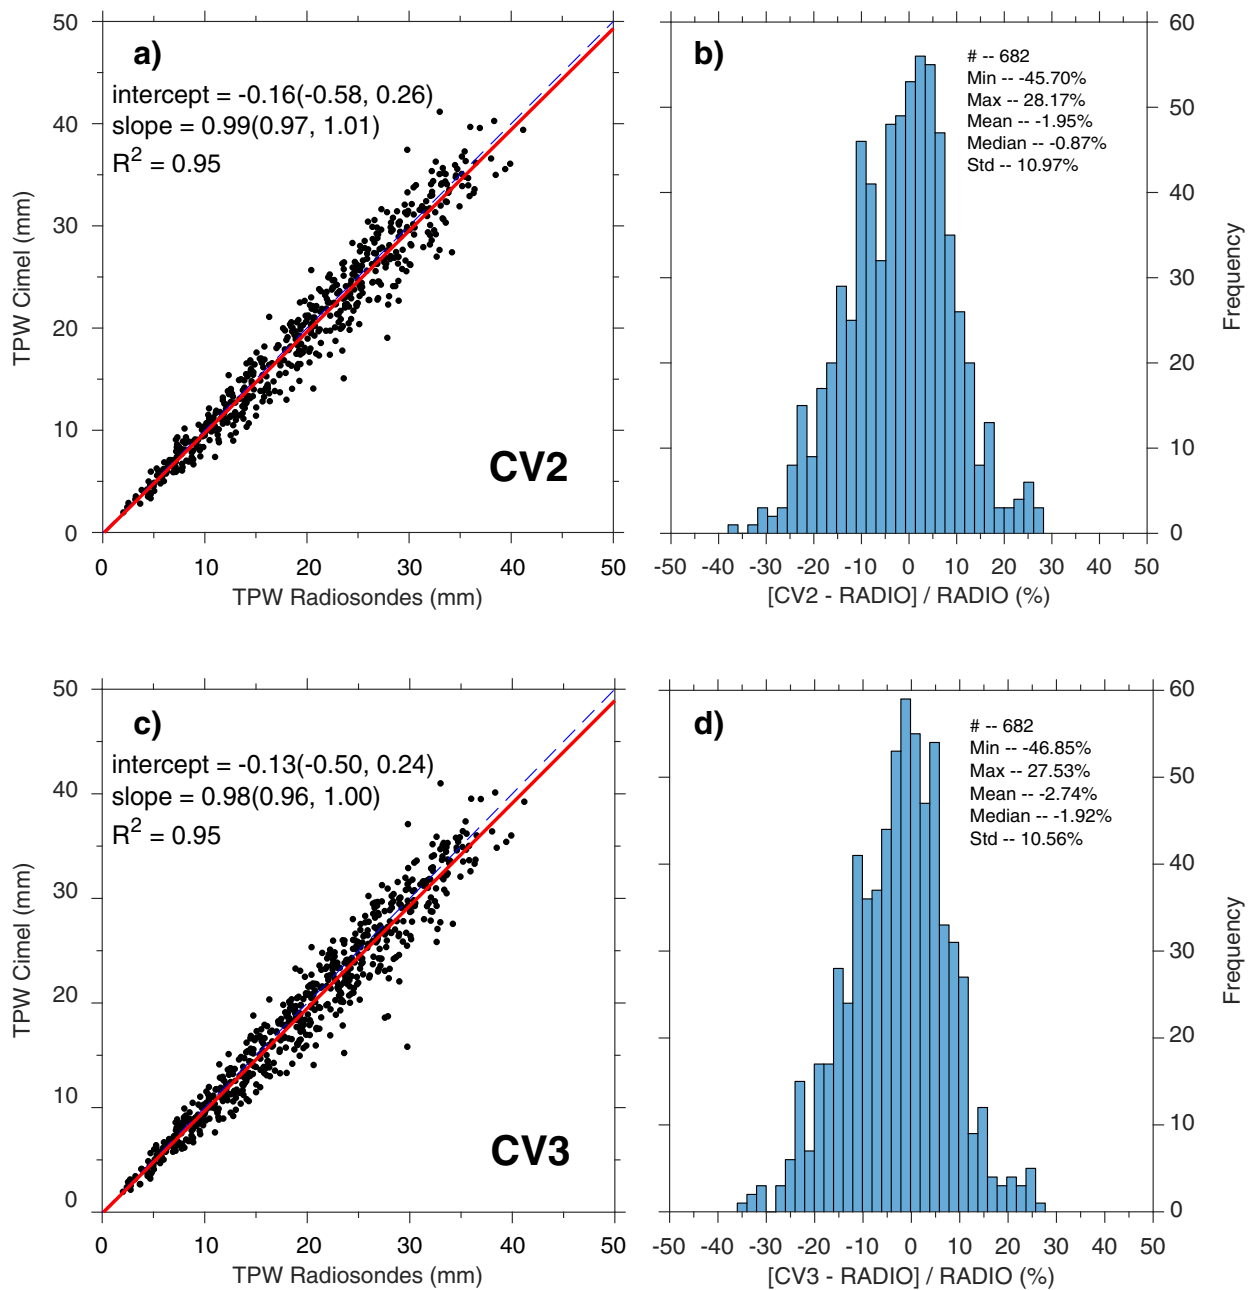 a)
intercept = -0.16(-0.58, 0.26)
slope = 0.99(0.97, 1.01)
R2 = 0.95
CV2
50
40
30
20
10
0
TPW Cimel (mm)
0 10 20 30 40 50
TPW Radiosondes (mm)
b)
# -- 682
Min -- -45.70%
Max -- 28.17%
Mean -- -1.95%
Median -- -0.87%
Std -- 10.97%
60
50
40
30
20
10
0
Frequency
-50 -40 -30 -20 -10 0 10 20 30 40 50
[CV2 - RADIO] / RADIO (%)
c)
intercept = -0.13(-0.50, 0.24)
slope = 0.98(0.96, 1.00)
R2 = 0.95
CV3
50
40
30
20
10
0
TPW Cimel (mm)
0 10 20 30 40 50
TPW Radiosondes (mm)
d)
# -- 682
Min -- -46.85%
Max -- 27.53%
Mean -- -2.74%
Median -- -1.92%
Std -- 10.56%
60
50
40
30
20
10
0
Frequency
-50 -40 -30 -20 -10 0 10 20 30 40 50
[CV3 - RADIO] / RADIO (%)